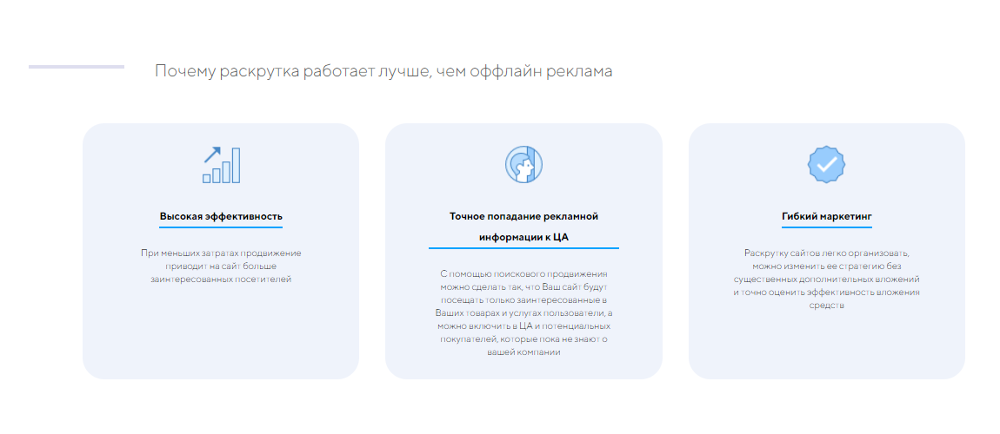 Почему раскрутка работает лучше, чем оффлайн реклама
Высокая эффективность
При меньших затратах продвижение
приводит на сайт больше
заинтересованных посетителей
Точное попадание рекламной
информации к ЦА
С помощью поискового продвижения
можно сделать так, что Ваш сайт будут
посещать только заинтересованные в
Ваших товарах и услугах пользователи, а
можно включить в ЦА и потенциальных
покупателей, которые пока не знают о
вашей компании
Гибкий маркетинг
Раскрутку сайтов легко организовать,
можно изменить ее стратегию без
существенных дополнительных вложений
и точно оценить эффективность вложения
средств